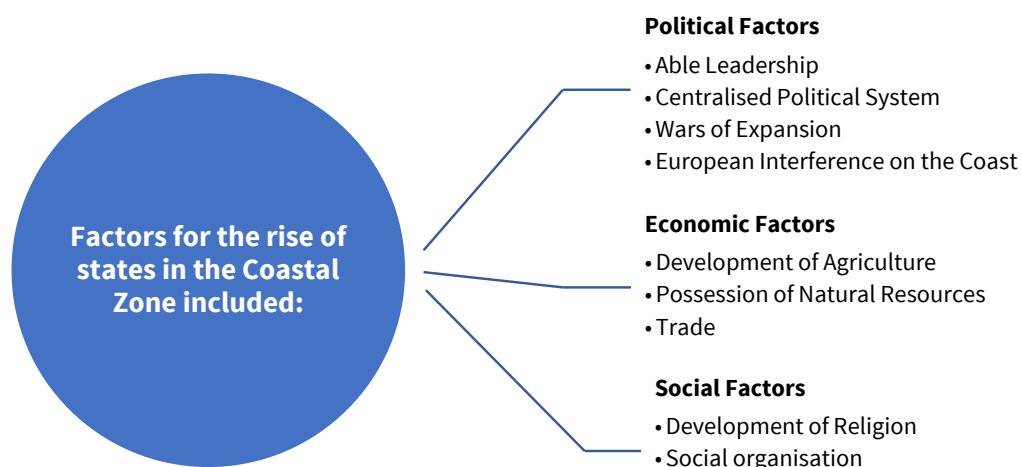 Factors for the rise of
states in the Coastal
Zone included:
Political Factors
• Able Leadership
• Centralised Political System
• Wars of Expansion
• European Interference on the Coast
Economic Factors
• Development of Agriculture
• Possession of Natural Resources
• Trade
Social Factors
• Development of Religion
• Social organisation